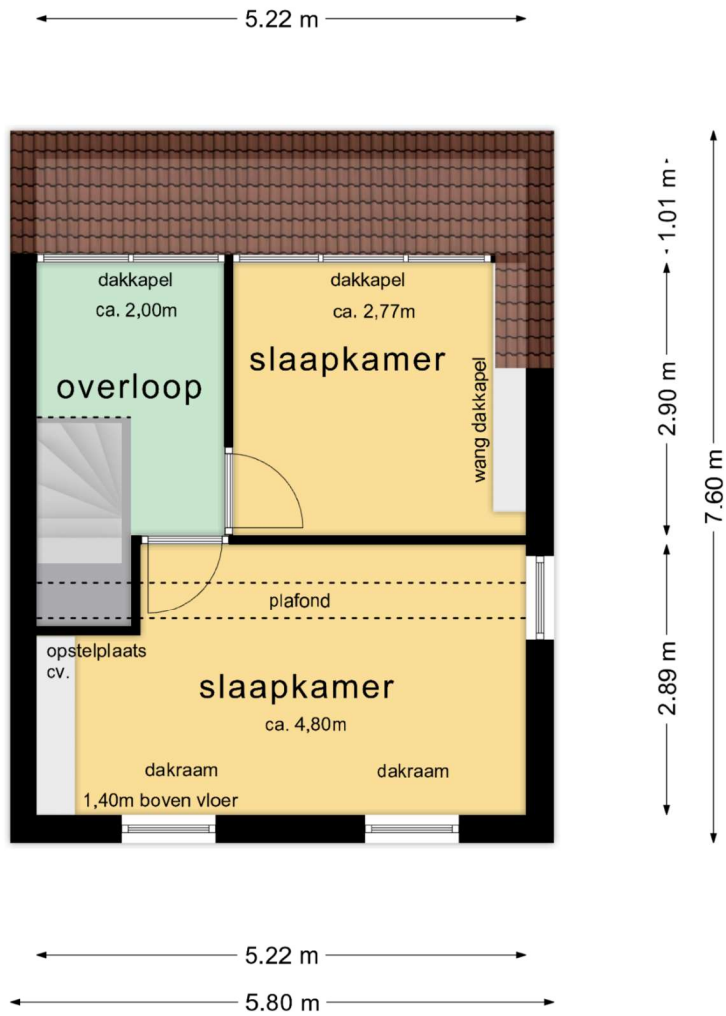 5.22 m
1.01 m
dakkapel
ca. 2,00m
dakkapel
ca. 2,77m
slaapkamer
overloop
wang dakkapel
2.90 m
7.60 m
plafond
opstelplaats
cv.
slaapkamer
ca. 4,80m
2.89 m
dakraam
dakraam
1,40m boven vloer
5.22 m
5.80 m